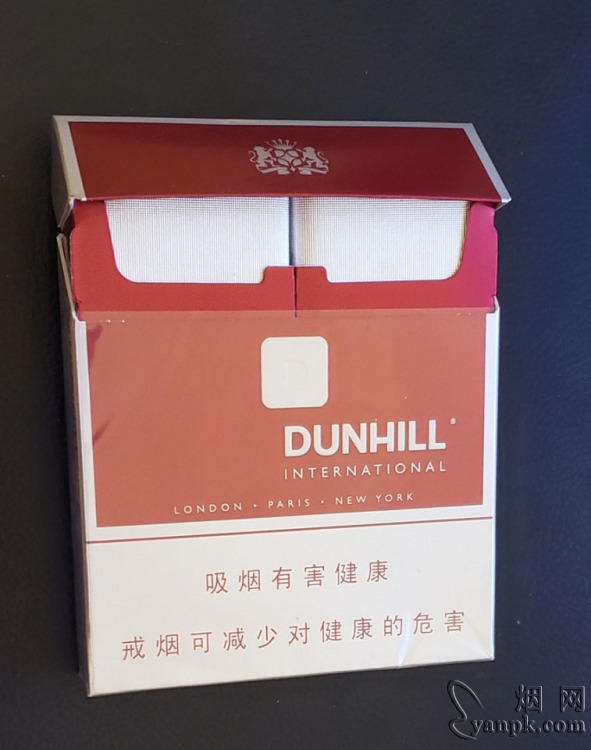 DUNHILL
INTERNATIONAL
LONDON • PARIS • NEW YORK
吸烟有害健康
戒烟可减少对健康的危害
烟网
yanpk.com